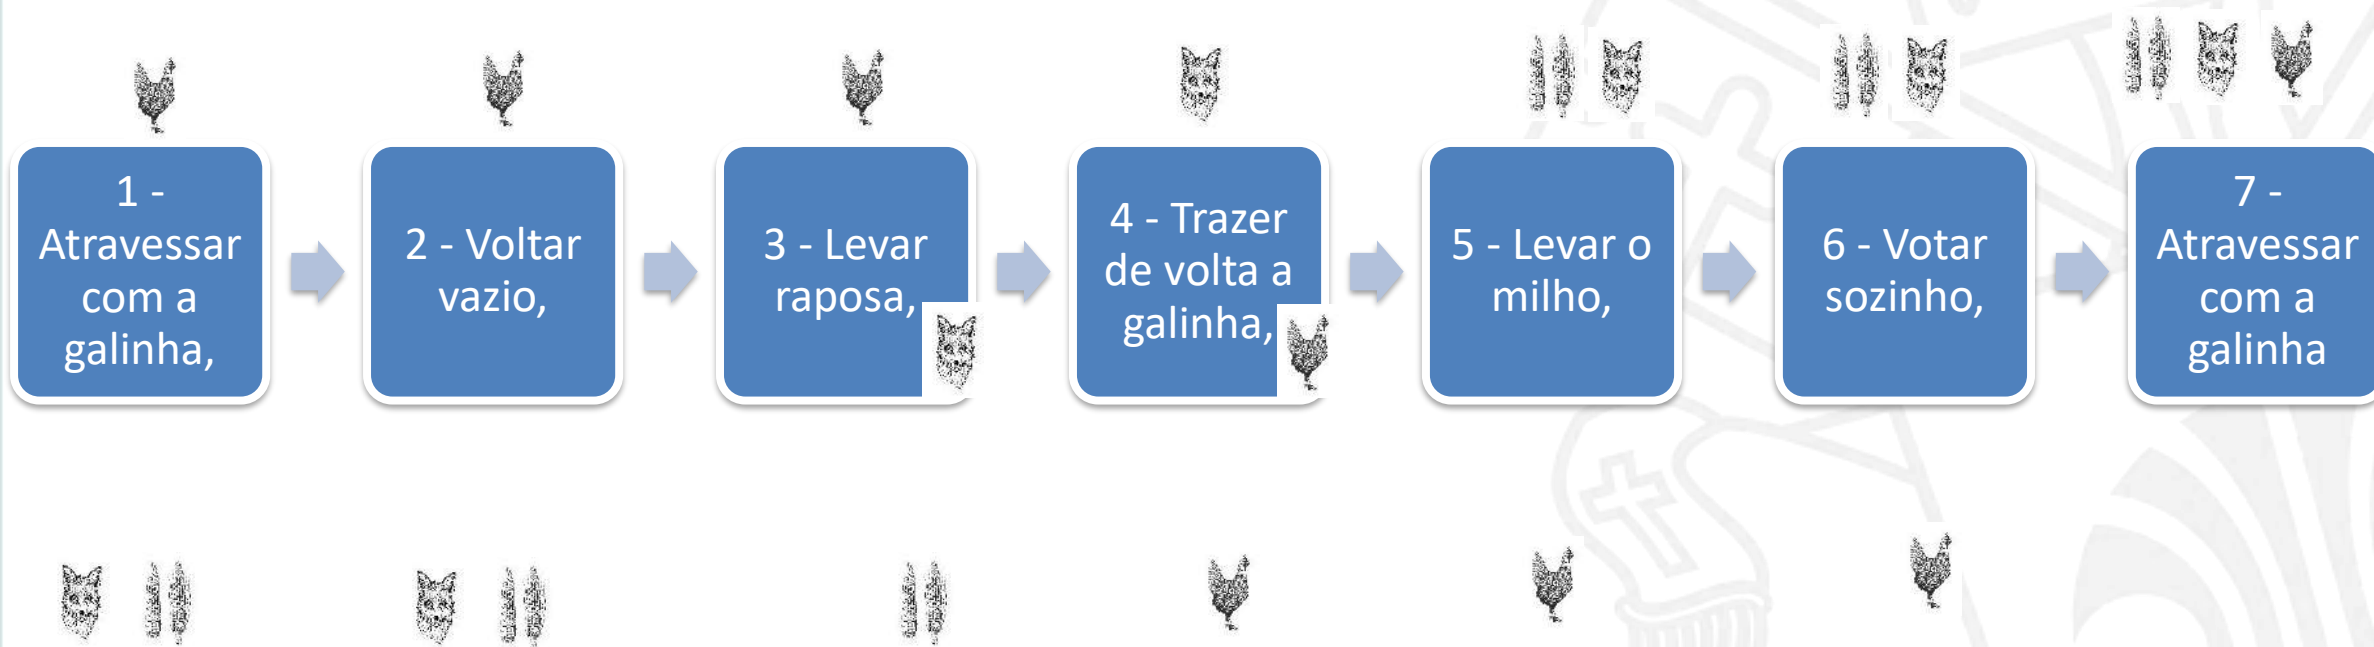 1 -
Atravessar
com a
galinha,
2 - Voltar
vazio,
3 - Levar
raposa,
4 - Trazer
de volta a
galinha,
5 - Levar o
milho,
6 - Votar
sozinho,
7 -
Atravessar
com a
galinha